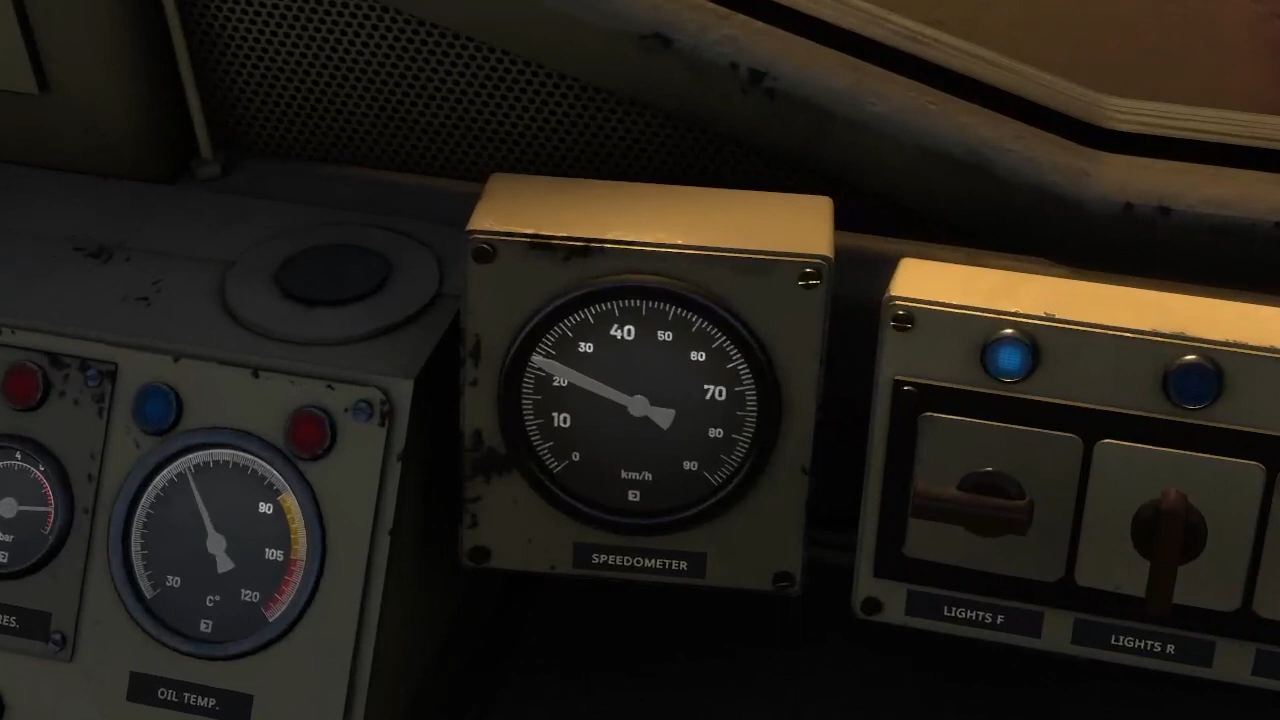 4
bar
RES.
30
90
105
120
C°
OIL TEMP.
0
10
20
30
40
50
60
70
80
90
km/h
SPEEDOMETER
LIGHTS F
LIGHTS R